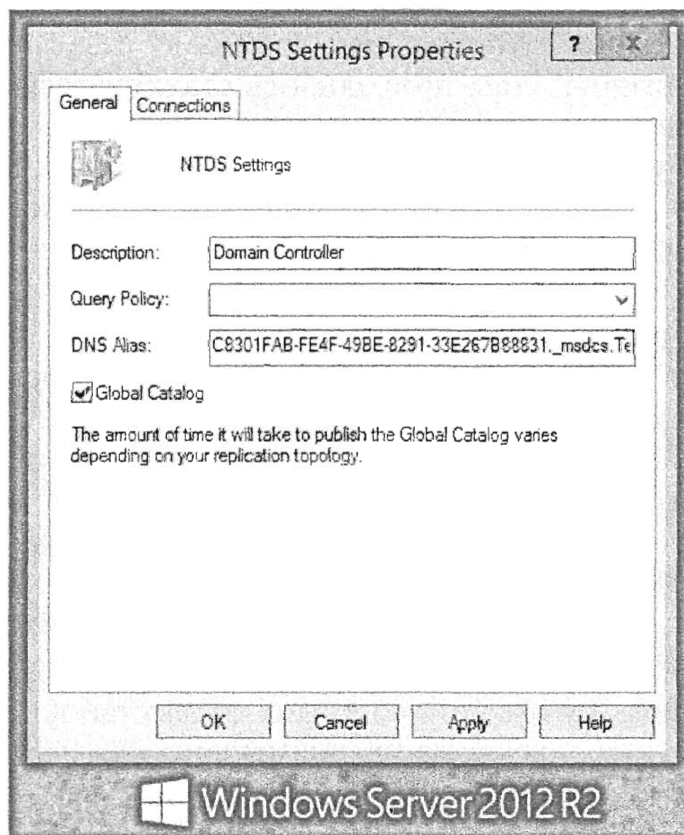 NTDS Settings Properties
?
X
General
Connections
NTDS Settings
Description:
Domain Controller
Query Policy:
DNS Alias:
C8301FAB-FE4F-49BE-8291-33E267B88831._msdcs.Te
Global Catalog
The amount of time it will take to publish the Global Catalog varies
depending on your replication topology.
OK
Cancel
Apply
Help
Windows Server 2012 R2